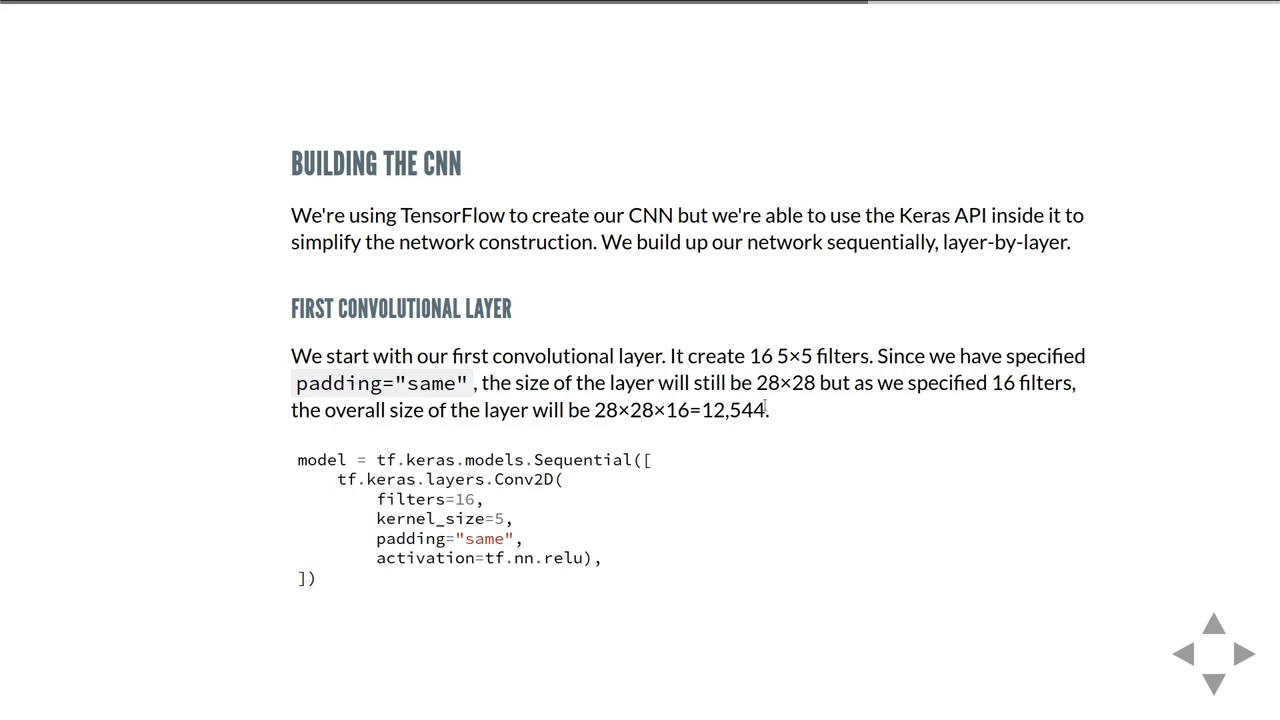 BUILDING THE CNN
We're using TensorFlow to create our CNN but we're able to use the Keras API inside it to
simplify the network construction. We build up our network sequentially, layer-by-layer.
FIRST CONVOLUTIONAL LAYER
We start with our first convolutional layer. It create 16 5×5 filters. Since we have specified
padding="same", the size of the layer will still be 28×28 but as we specified 16 filters,
the overall size of the layer will be 28×28×16=12,544.
model = tf.keras.models.Sequential([
    tf.keras.layers.Conv2D(
        filters=16,
        kernel_size=5,
        padding="same",
        activation=tf.nn.relu),
])